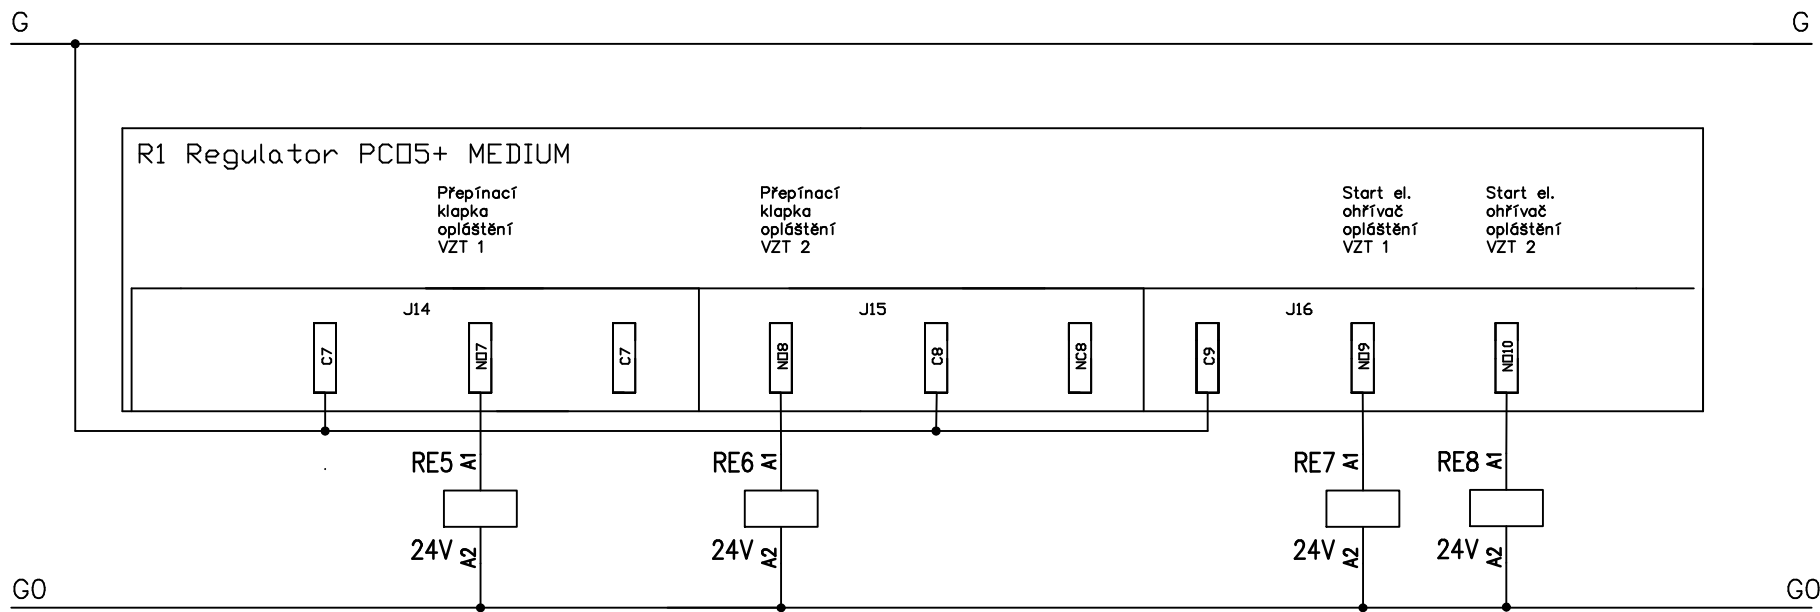 G
G
R1 Regulator PCO5+ MEDIUM
Přepínací
klapka
opláštění
VZT 1
Přepínací
klapka
opláštění
VZT 2
Start el.
ohřívač
opláštění
VZT 1
Start el.
ohřívač
opláštění
VZT 2
J14
J15
J16
C7
NO7
C7
NO8
C8
NC8
C9
NO9
NO10
RE5 A1
RE6 A1
RE7 A1
RE8 A1
24V A2
24V A2
24V A2
24V A2
G0
G0